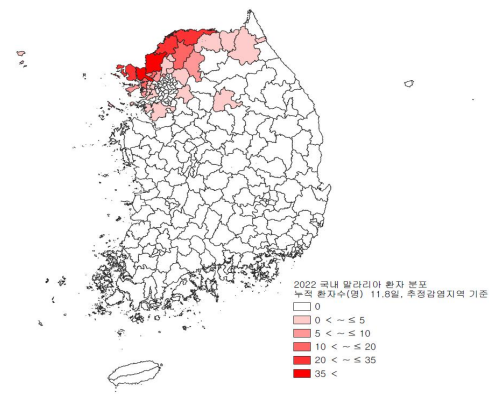 2022 국내 말라리아 환자 분포
누적 환자수(명) 11.8일, 추정감염지역 기준
0
0 < ~ ≤ 5
5 < ~ ≤ 10
10 < ~ ≤ 20
20 < ~ ≤ 35
35 <